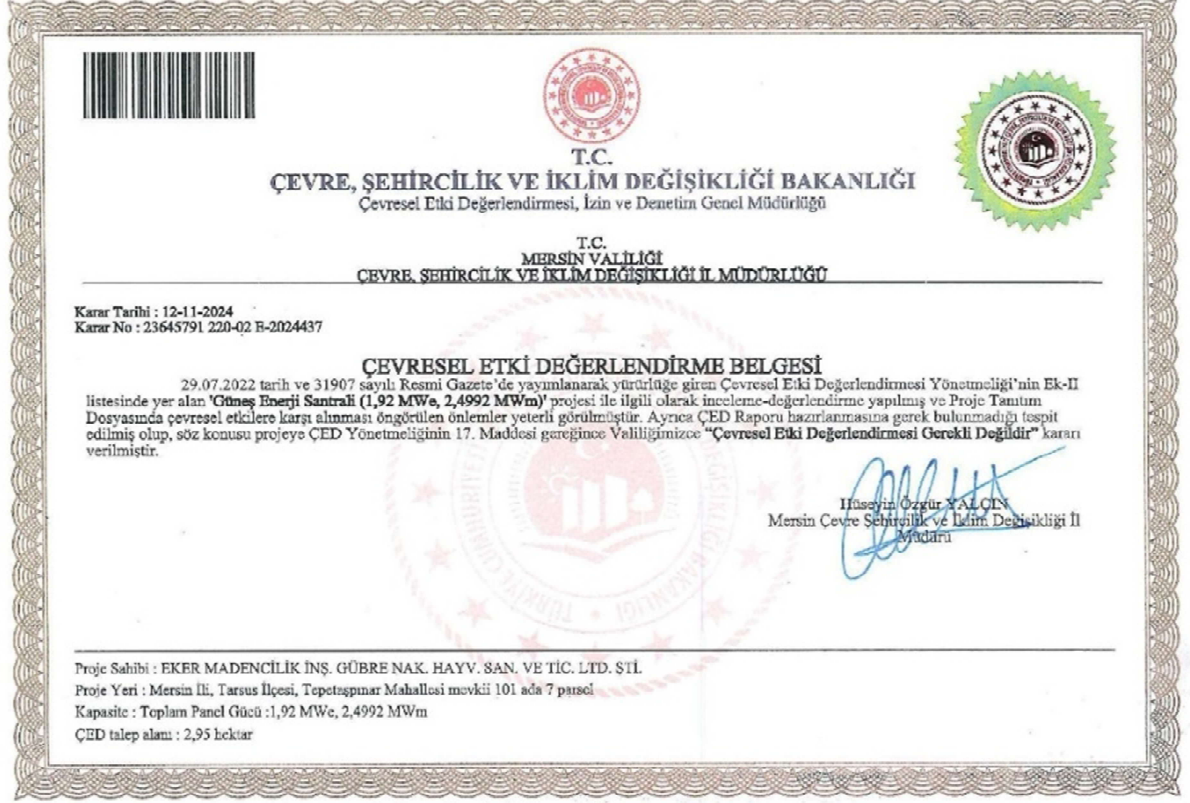 T.C.
ÇEVRE, ŞEHİRCİLİK VE İKLİM DEĞİŞİKLİĞİ BAKANLIĞI
Çevresel Etki Değerlendirmesi, İzin ve Denetim Genel Müdürlüğü
T.C.
MERSİN VALİLİĞİ
ÇEVRE, ŞEHİRCİLİK VE İKLİM DEĞİŞİKLİĞİ İL MÜDÜRLÜĞÜ
Karar Tarihi : 12-11-2024
Karar No : 23645791 220-02 E-2024437
ÇEVRESEL ETKİ DEĞERLENDİRME BELGESİ
29.07.2022 tarih ve 31907 sayılı Resmi Gazete'de yayımlanarak yürürlüğe giren Çevresel Etki Değerlendirmesi Yönetmeliği'nin Ek-II
listesinde yer alan 'Güneş Enerji Santrali (1,92 MWe, 2,4992 MWm)' projesi ile ilgili olarak inceleme-değerlendirme yapılmış ve Proje Tanıtım
Dosyasında çevresel etkilere karşı alınması öngörülen önlemler yeterli görülmüştür. Ayrıca ÇED Raporu hazırlanmasına gerek bulunmadığı tespit
edilmiş olup, söz konusu projeye ÇED Yönetmeliğinin 17. Maddesi gereğince Valiliğimizce "Çevresel Etki Değerlendirmesi Gerekli Değildir" kararı
verilmiştir.
Hüseyin Özgür YALÇIN
Mersin Çevre Şehircilik ve İklim Değişikliği İl
Müdürü
TÜRKİYE CUMHURİYETİ DEĞİŞİKLİĞİ BAKANLIĞI
Proje Sahibi : EKER MADENCİLİK İNŞ. GÜBRE NAK. HAYV. SAN. VE TİC. LTD. ŞTİ.
Proje Yeri : Mersin İli, Tarsus İlçesi, Tepetaşpınar Mahallesi mevkii 101 ada 7 parsel
Kapasite : Toplam Panel Gücü :1,92 MWe, 2,4992 MWm
ÇED talep alanı : 2,95 hektar